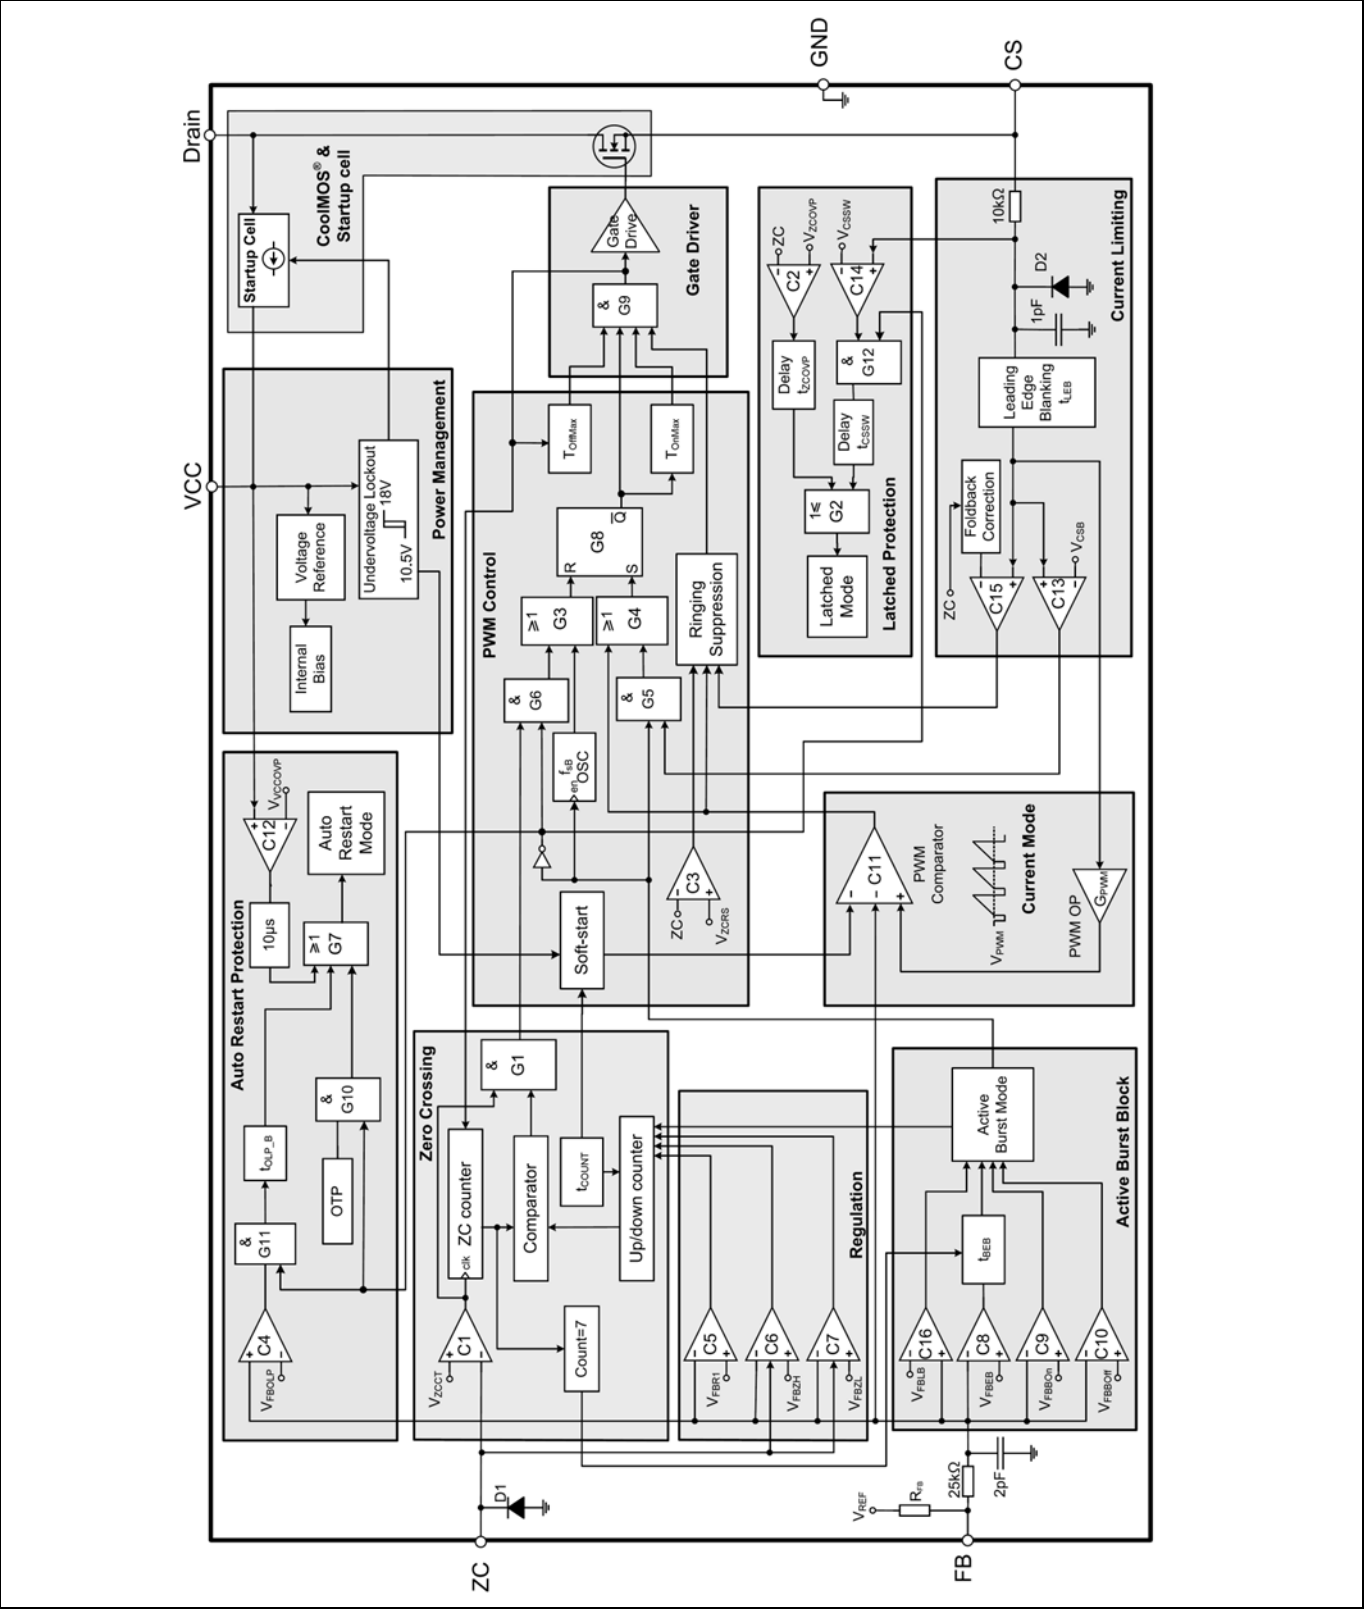 Drain
VCC
GND
CS
ZC
FB
CoolMOS® &
Startup cell
Startup Cell
Power Management
Voltage
Reference
Internal
Bias
Undervoltage Lockout
18V
10.5V
Auto Restart Protection
C12
+
-
VVCCOVP
10µs
≥1
G7
Auto
Restart
Mode
tOLP_B
&
G10
OTP
&
G11
C4
+
-
VFBOLP
Gate Driver
Gate
Drive
&
G9
PWM Control
TOffMax
TOnMax
G8
Q̅
R
S
≥1
G3
≥1
G4
&
G6
&
G5
fsB
OSC
en
Ringing
Suppression
Soft-start
C3
-
+
ZC
VZCRS
Zero Crossing
&
G1
ZC counter
clk
Comparator
tCOUNT
Up/down counter
Count=7
C1
+
-
VZCCT
D1
Latched Protection
C2
-
+
ZC
VZCOVP
C14
-
+
VCSSW
Delay
tZCOVP
&
G12
Delay
tCSSW
1≤
G2
Latched
Mode
Current Limiting
10kΩ
D2
1pF
Leading
Edge
Blanking
tLEB
Foldback
Correction
ZC
C15
-
+
C13
+
-
VCSB
Current Mode
C11
-
-
+
PWM
Comparator
VPWM
PWM OP
GPWM
Regulation
C5
-
+
VFBR1
C6
-
+
VFBZH
C7
-
+
VFBZL
Active Burst Block
Active
Burst Mode
tBEB
C16
-
+
VFBLB
C8
-
+
VFBEB
C9
-
+
VFBBOn
C10
-
+
VFBBOff
VREF
RFB
25kΩ
2pF